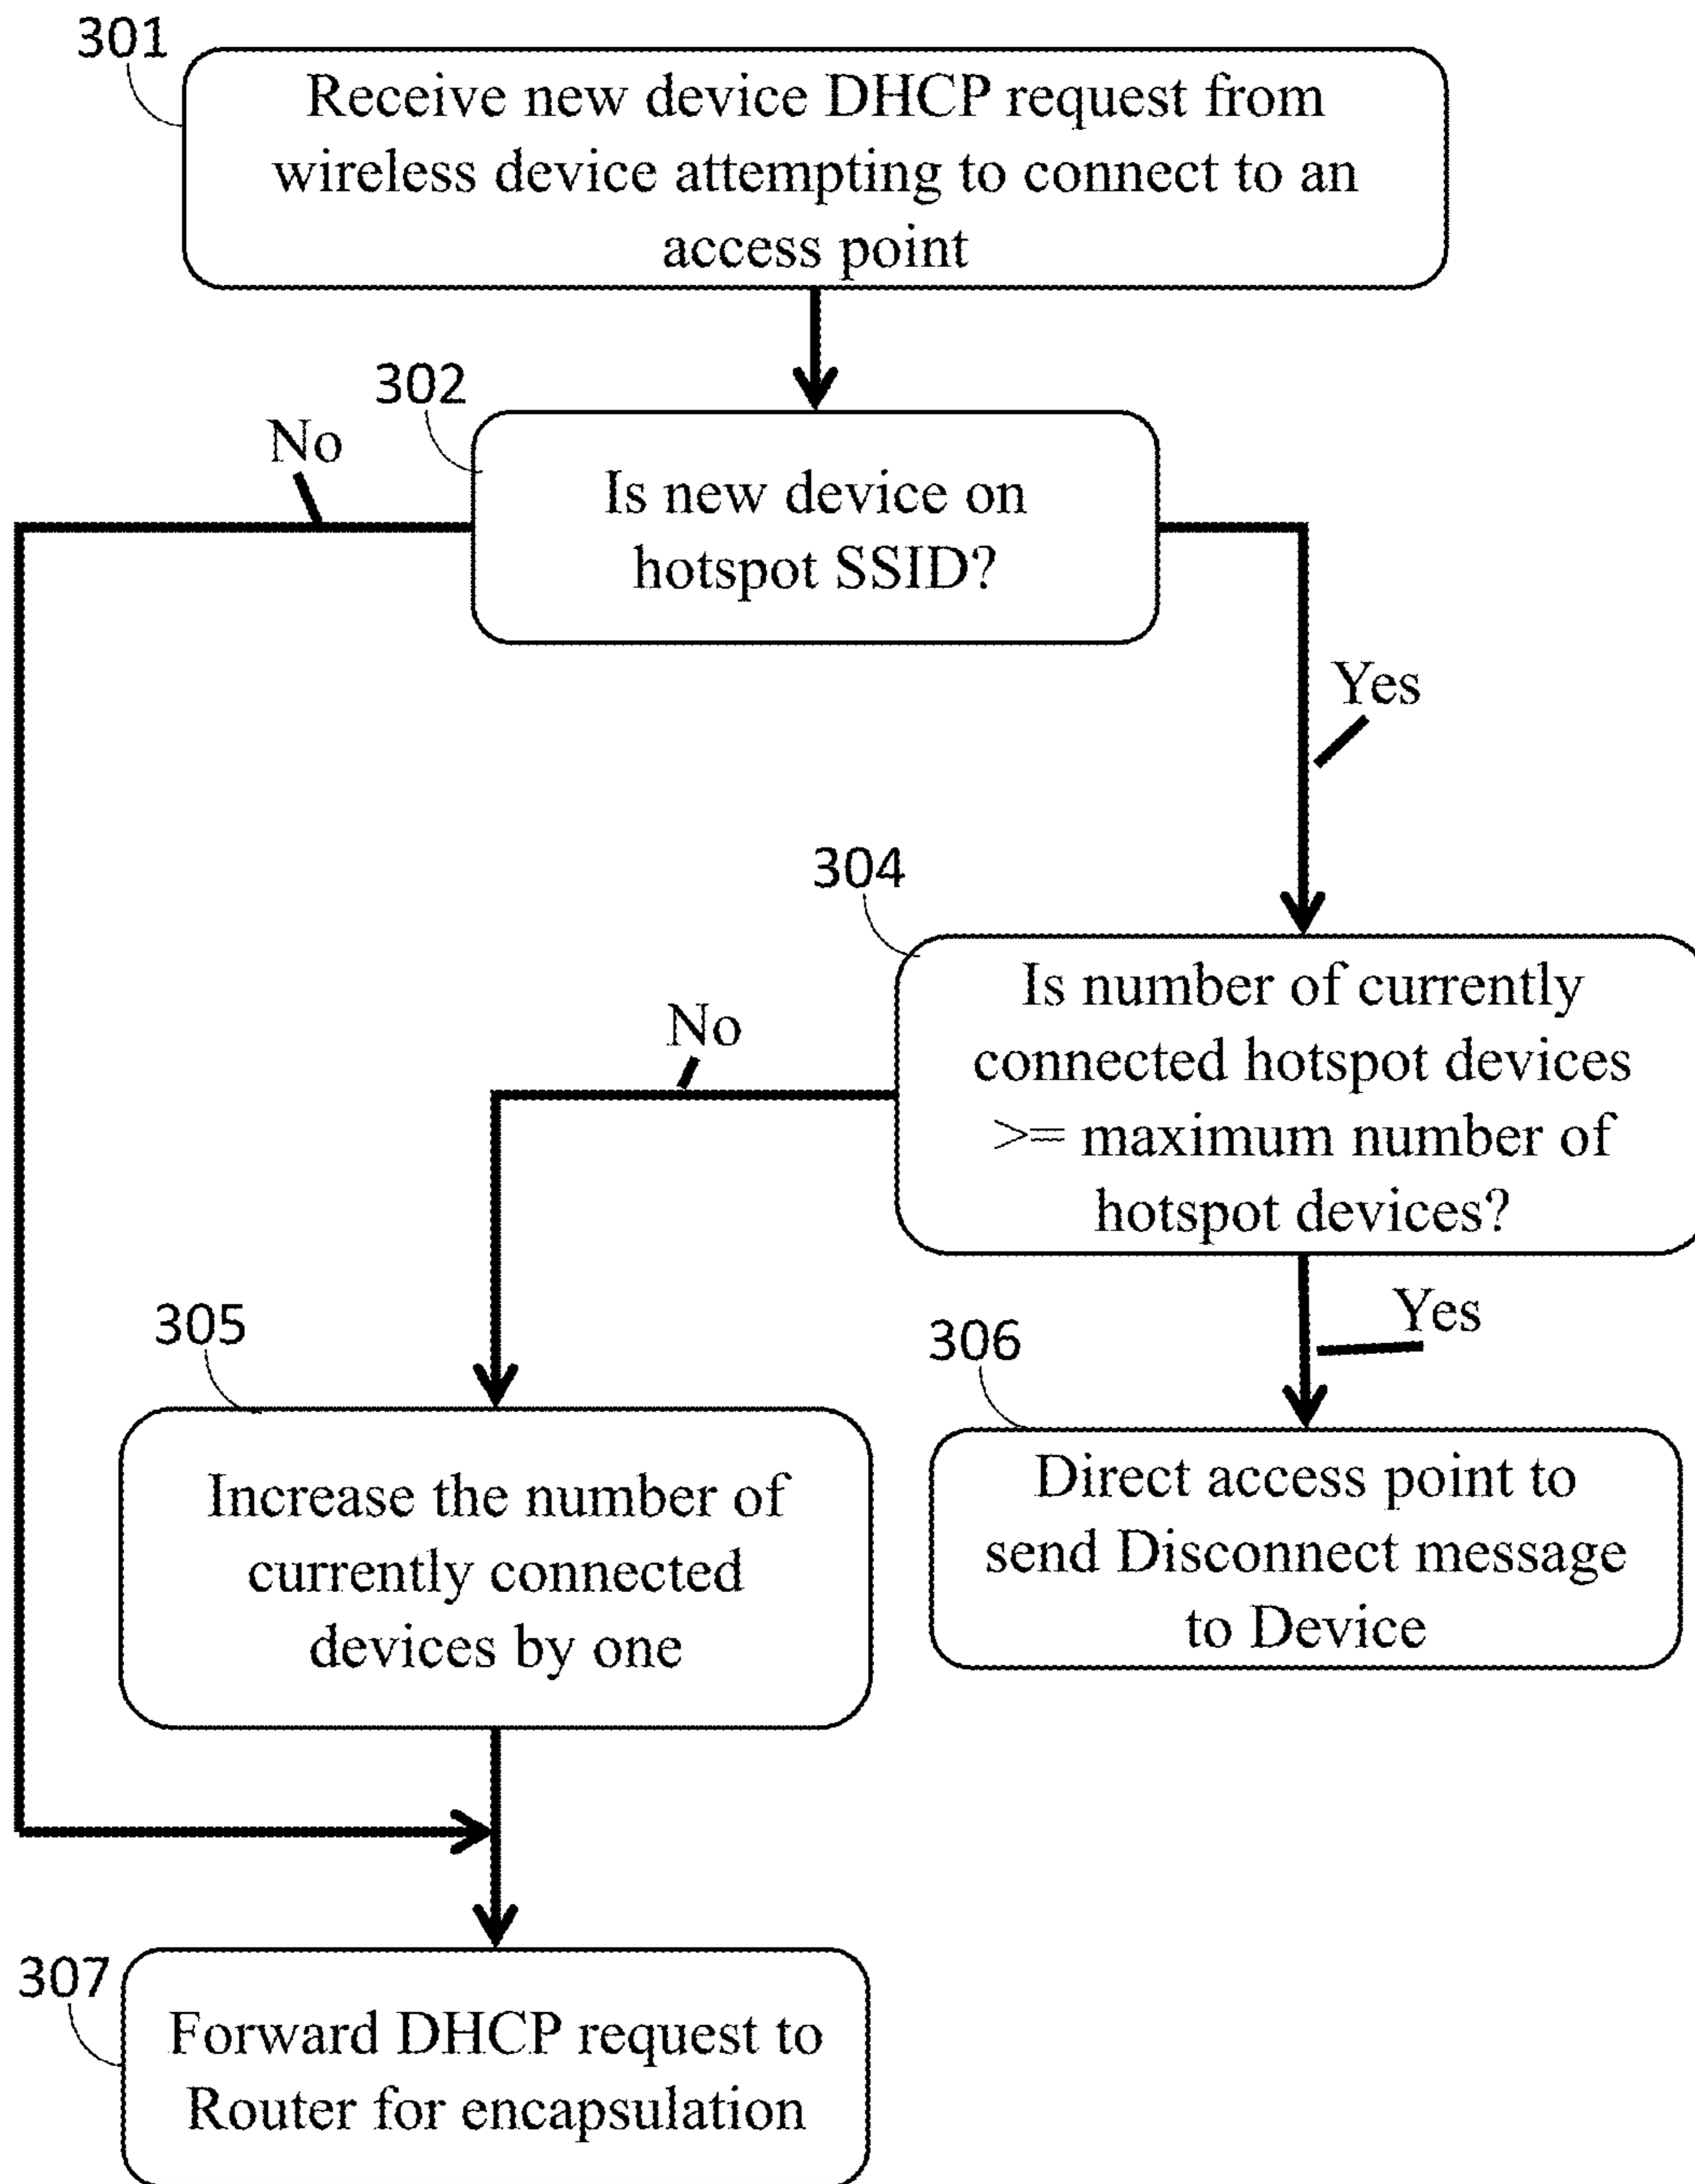 301
Receive new device DHCP request from
wireless device attempting to connect to an
access point
302
No
Is new device on
hotspot SSID?
Yes
304
Is number of currently
connected hotspot devices
>= maximum number of
hotspot devices?
No
Yes
305
Increase the number of
currently connected
devices by one
306
Direct access point to
send Disconnect message
to Device
307
Forward DHCP request to
Router for encapsulation